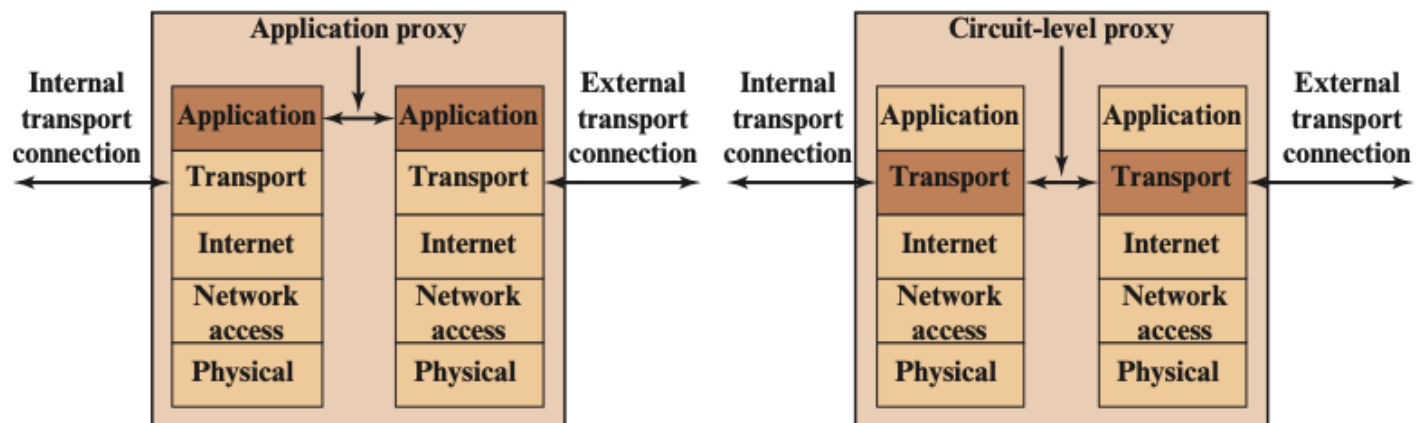 Application proxy
Internal
transport
connection
Application
Transport
Internet
Network
access
Physical
Application
Transport
Internet
Network
access
Physical
External
transport
connection
Circuit-level proxy
Internal
transport
connection
Application
Transport
Internet
Network
access
Physical
Application
Transport
Internet
Network
access
Physical
External
transport
connection